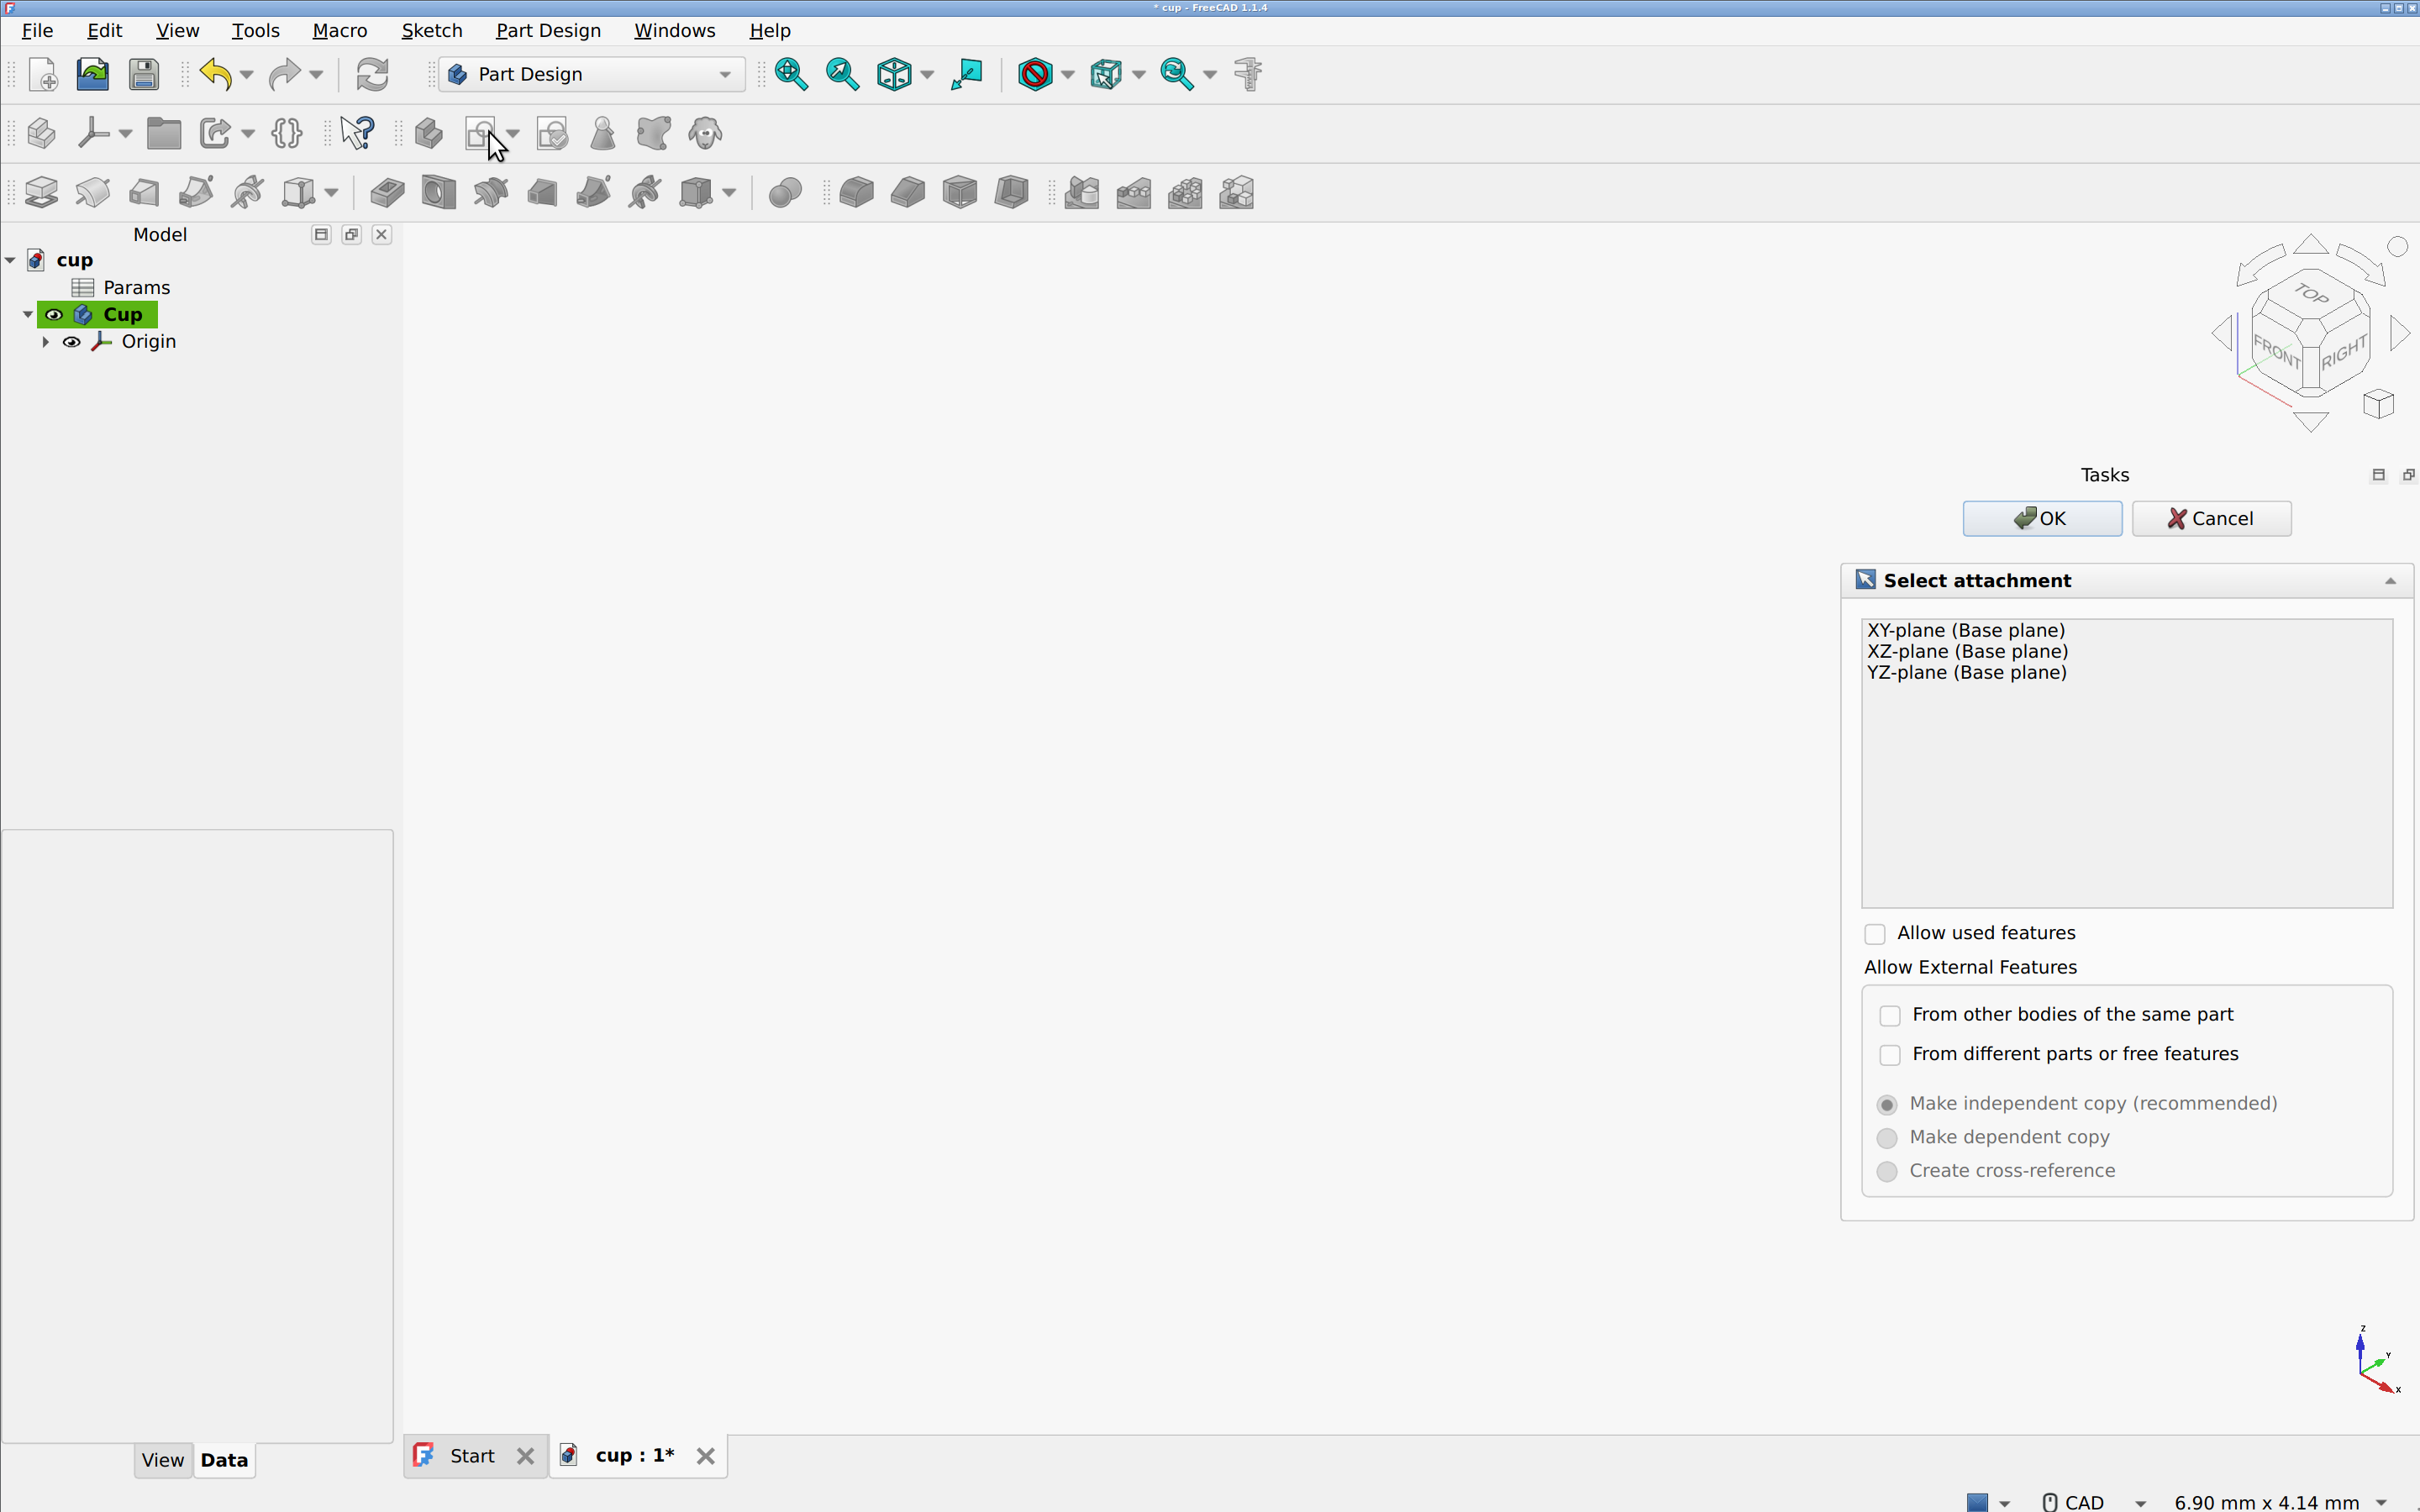 * cup - FreeCAD 1.1.4
File Edit View Tools Macro Sketch Part Design Windows Help
Part Design
Model
cup
Params
Cup
Origin
TOP
FRONT
RIGHT
Tasks
OK Cancel
Select attachment
XY-plane (Base plane)
XZ-plane (Base plane)
YZ-plane (Base plane)
Allow used features
Allow External Features
From other bodies of the same part
From different parts or free features
Make independent copy (recommended)
Make dependent copy
Create cross-reference
Z
Y
X
View Data
Start
cup : 1*
CAD
6.90 mm x 4.14 mm